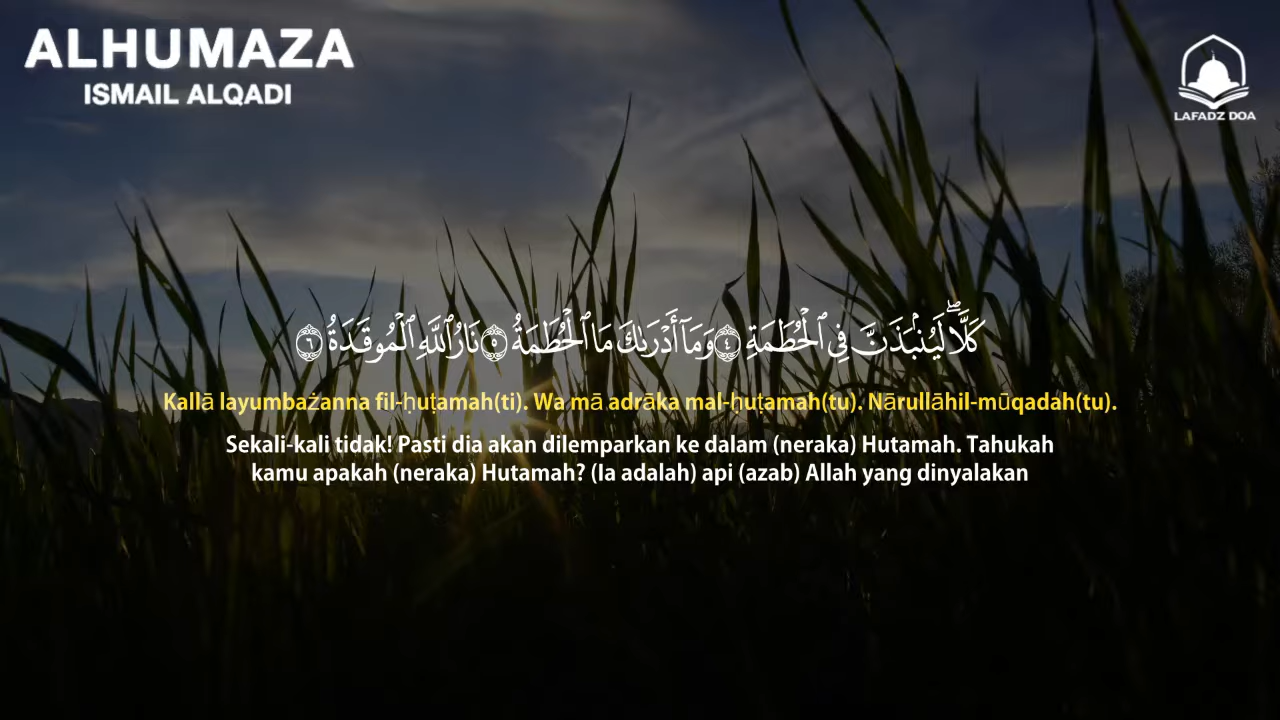 ALHUMAZA
ISMAIL ALQADI
LAFADZ DOA
كَلَّا ۖ لَيُنۢبَذَنَّ فِى ٱلْحُطَمَةِ ٤ وَمَآ أَدْرَىٰكَ مَا ٱلْحُطَمَةُ ٥ نَارُ ٱللَّهِ ٱلْمُوقَدَةُ ٦
Kallā layumbażanna fil-ḥuṭamah(ti). Wa mā adrāka mal-ḥuṭamah(tu). Nārullāhil-mūqadah(tu).
Sekali-kali tidak! Pasti dia akan dilemparkan ke dalam (neraka) Hutamah. Tahukah
kamu apakah (neraka) Hutamah? (Ia adalah) api (azab) Allah yang dinyalakan